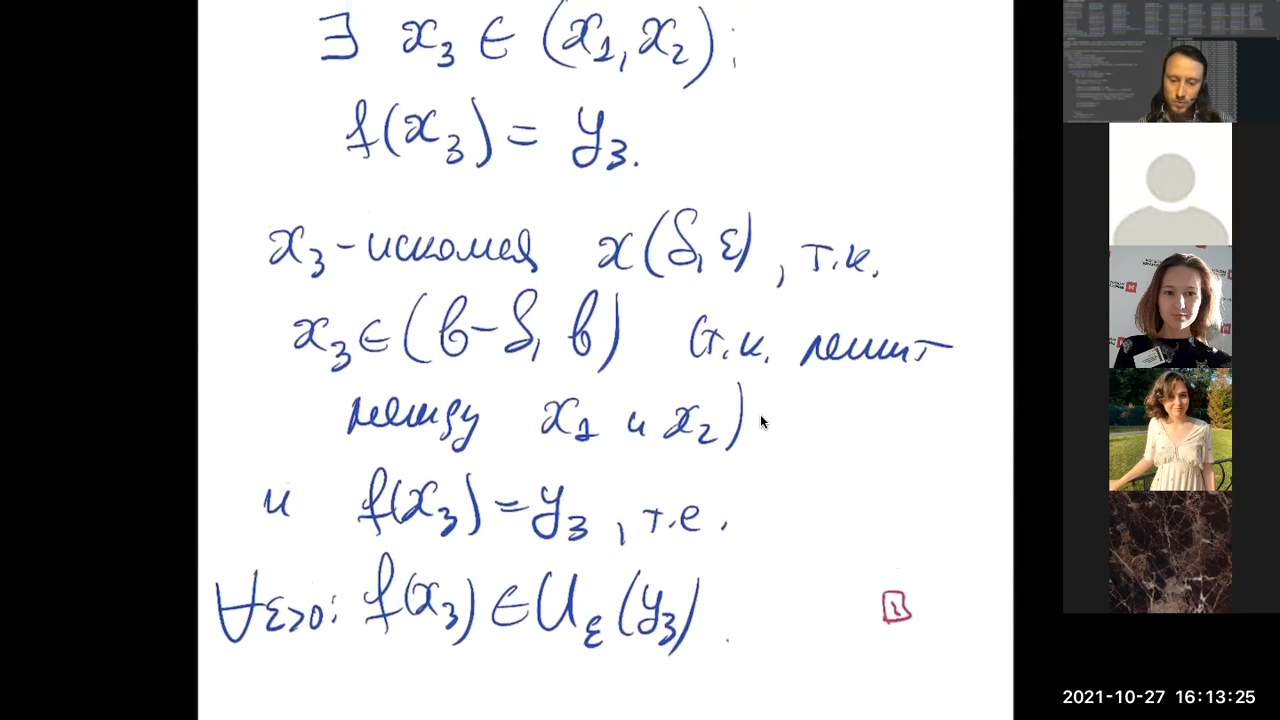 ∃ x₃ ∈ (x₁, x₂):
f(x₃) = y₃.
x₃ - искомая x(δ, ε), т.к.
x₃ ∈ (b-δ, b) (т.к. лежит
между x₁ и x₂)
и f(x₃) = y₃, т.е.
∀ε>0: f(x₃) ∈ U_ε(y₃).
2021-10-27 16:13:25